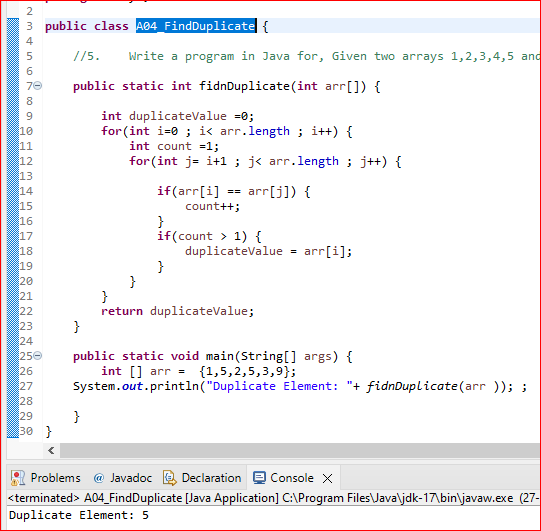 2
3 public class A04_FindDuplicate {
4
5 //5. Write a program in Java for, Given two arrays 1,2,3,4,5 and
6
7 public static int fidnDuplicate(int arr[]) {
8
9 int duplicateValue =0;
10 for(int i=0 ; i< arr.length ; i++) {
11 int count =1;
12 for(int j= i+1 ; j< arr.length ; j++) {
13
14 if(arr[i] == arr[j]) {
15 count++;
16 }
17 if(count > 1) {
18 duplicateValue = arr[i];
19 }
20 }
21 }
22 return duplicateValue;
23 }
24
25 public static void main(String[] args) {
26 int [] arr = {1,5,2,5,3,9};
27 System.out.println("Duplicate Element: "+ fidnDuplicate(arr )); ;
28
29 }
30 }
Problems @ Javadoc Declaration Console
<terminated> A04_FindDuplicate [Java Application] C:\Program Files\Java\jdk-17\bin\javaw.exe (27-
Duplicate Element: 5